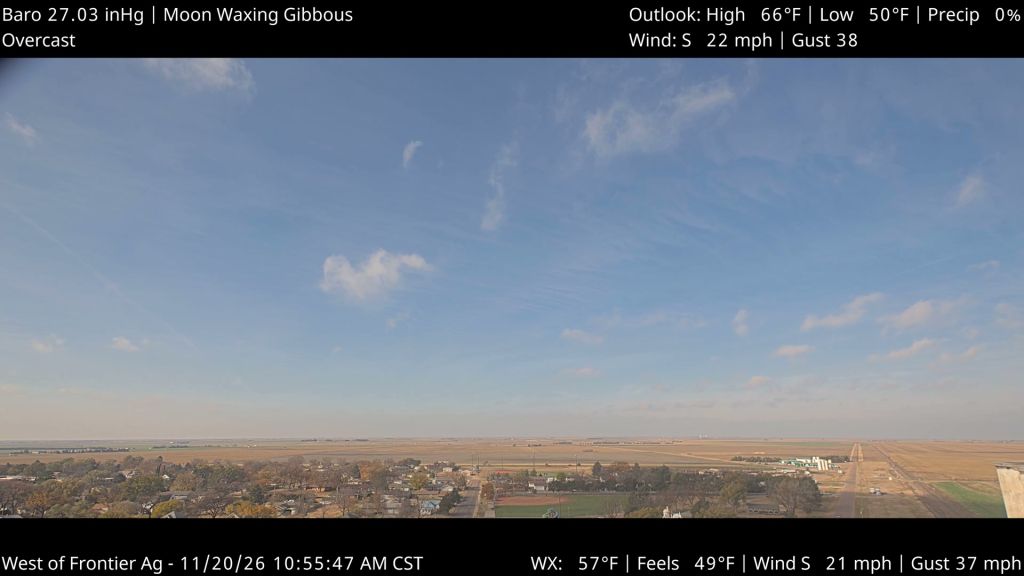 Baro 27.03 inHg | Moon Waxing Gibbous
Overcast
Outlook: High 66°F | Low 50°F | Precip 0%
Wind: S 22 mph | Gust 38
West of Frontier Ag - 11/20/26 10:55:47 AM CST
WX: 57°F | Feels 49°F | Wind S 21 mph | Gust 37 mph